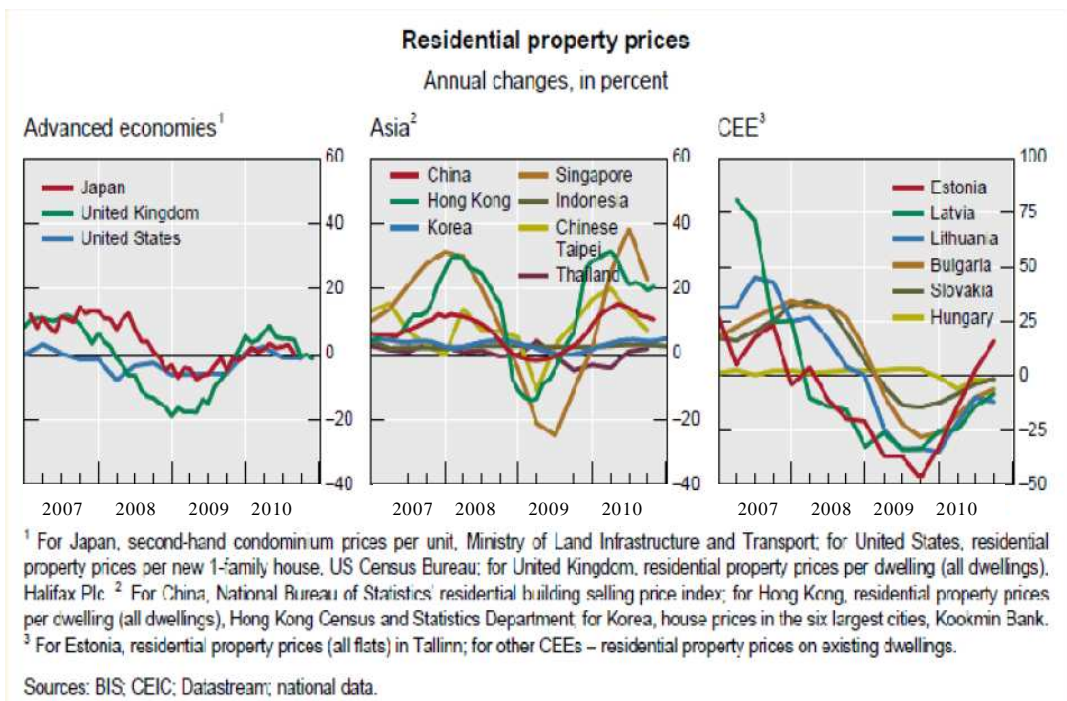 Residential property prices
Annual changes, in percent
Advanced economies¹
Asia²
CEE³
60
40
20
0
–20
–40
Japan
United Kingdom
United States
2007 2008 2009 2010
60
40
20
0
–20
–40
China
Hong Kong
Korea
Singapore
Indonesia
Chinese
Taipei
Thailand
2007 2008 2009 2010
100
75
50
25
0
–25
–50
Estonia
Latvia
Lithuania
Bulgaria
Slovakia
Hungary
2007 2008 2009 2010
¹ For Japan, second-hand condominium prices per unit, Ministry of Land Infrastructure and Transport; for United States, residential
property prices per new 1-family house, US Census Bureau; for United Kingdom, residential property prices per dwelling (all dwellings),
Halifax Plc. ² For China, National Bureau of Statistics' residential building selling price index; for Hong Kong, residential property prices
per dwelling (all dwellings), Hong Kong Census and Statistics Department; for Korea, house prices in the six largest cities, Kookmin Bank.
³ For Estonia, residential property prices (all flats) in Tallinn; for other CEEs – residential property prices on existing dwellings.
Sources: BIS; CEIC; Datastream; national data.